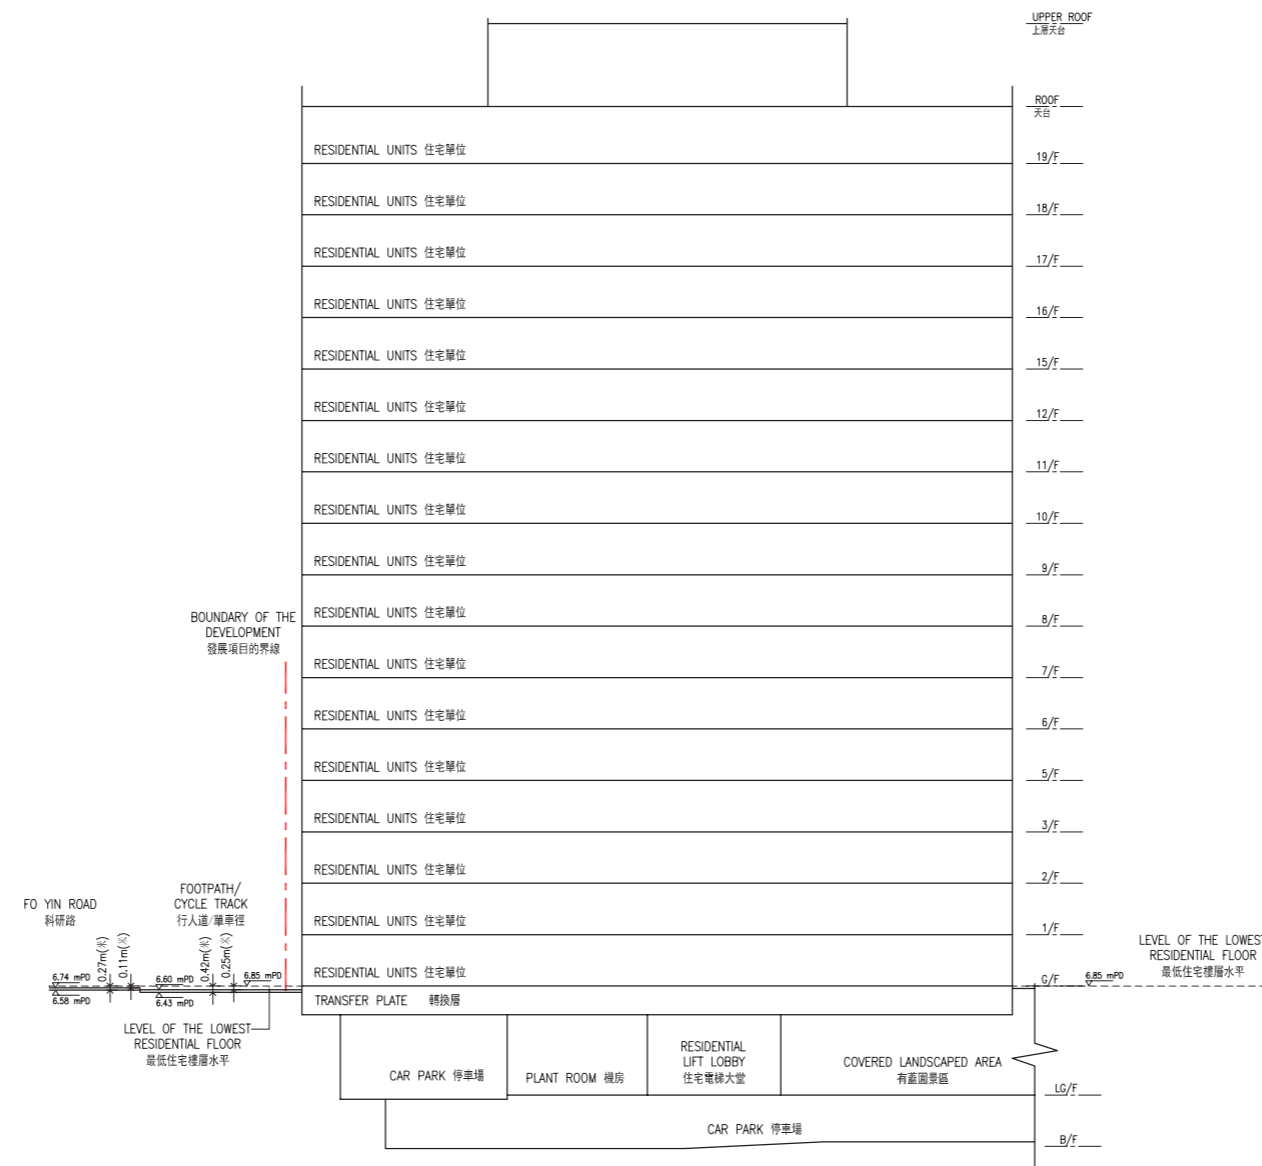 UPPER ROOF
上層天台
ROOF
天台
RESIDENTIAL UNITS 住宅單位
19/F
RESIDENTIAL UNITS 住宅單位
18/F
RESIDENTIAL UNITS 住宅單位
17/F
RESIDENTIAL UNITS 住宅單位
16/F
RESIDENTIAL UNITS 住宅單位
15/F
RESIDENTIAL UNITS 住宅單位
12/F
RESIDENTIAL UNITS 住宅單位
11/F
RESIDENTIAL UNITS 住宅單位
10/F
RESIDENTIAL UNITS 住宅單位
9/F
RESIDENTIAL UNITS 住宅單位
8/F
RESIDENTIAL UNITS 住宅單位
7/F
RESIDENTIAL UNITS 住宅單位
6/F
RESIDENTIAL UNITS 住宅單位
5/F
RESIDENTIAL UNITS 住宅單位
3/F
RESIDENTIAL UNITS 住宅單位
2/F
RESIDENTIAL UNITS 住宅單位
1/F
RESIDENTIAL UNITS 住宅單位
G/F
BOUNDARY OF THE
DEVELOPMENT
發展項目的界線
FO YIN ROAD
科研路
FOOTPATH/
CYCLE TRACK
行人道/單車徑
0.27m(米)
0.11m(米)
0.42m(米)
0.25m(米)
6.74 mPD
6.58 mPD
6.60 mPD
6.43 mPD
6.85 mPD
LEVEL OF THE LOWEST
RESIDENTIAL FLOOR
最低住宅樓層水平
LEVEL OF THE LOWEST
RESIDENTIAL FLOOR
最低住宅樓層水平
6.85 mPD
TRANSFER PLATE 轉換層
CAR PARK 停車場
PLANT ROOM 機房
RESIDENTIAL
LIFT LOBBY
住宅電梯大堂
COVERED LANDSCAPED AREA
有蓋園景區
LG/F
CAR PARK 停車場
B/F